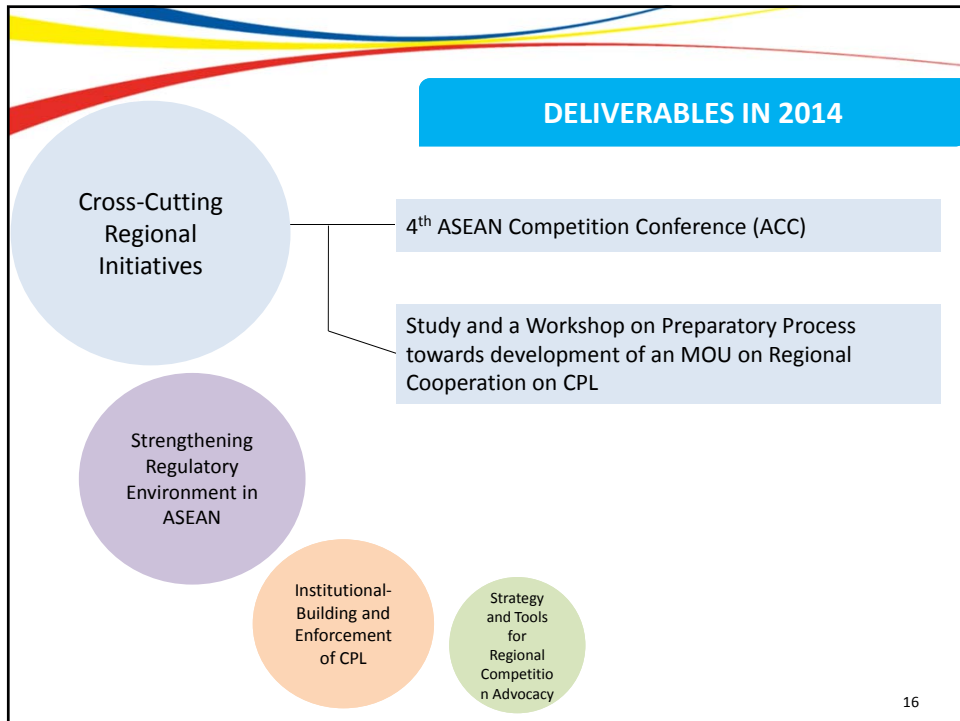 DELIVERABLES IN 2014
Cross-Cutting
Regional
Initiatives
4th ASEAN Competition Conference (ACC)
Study and a Workshop on Preparatory Process
towards development of an MOU on Regional
Cooperation on CPL
Strengthening
Regulatory
Environment in
ASEAN
Institutional-
Building and
Enforcement
of CPL
Strategy
and Tools
for
Regional
Competitio
n Advocacy
16